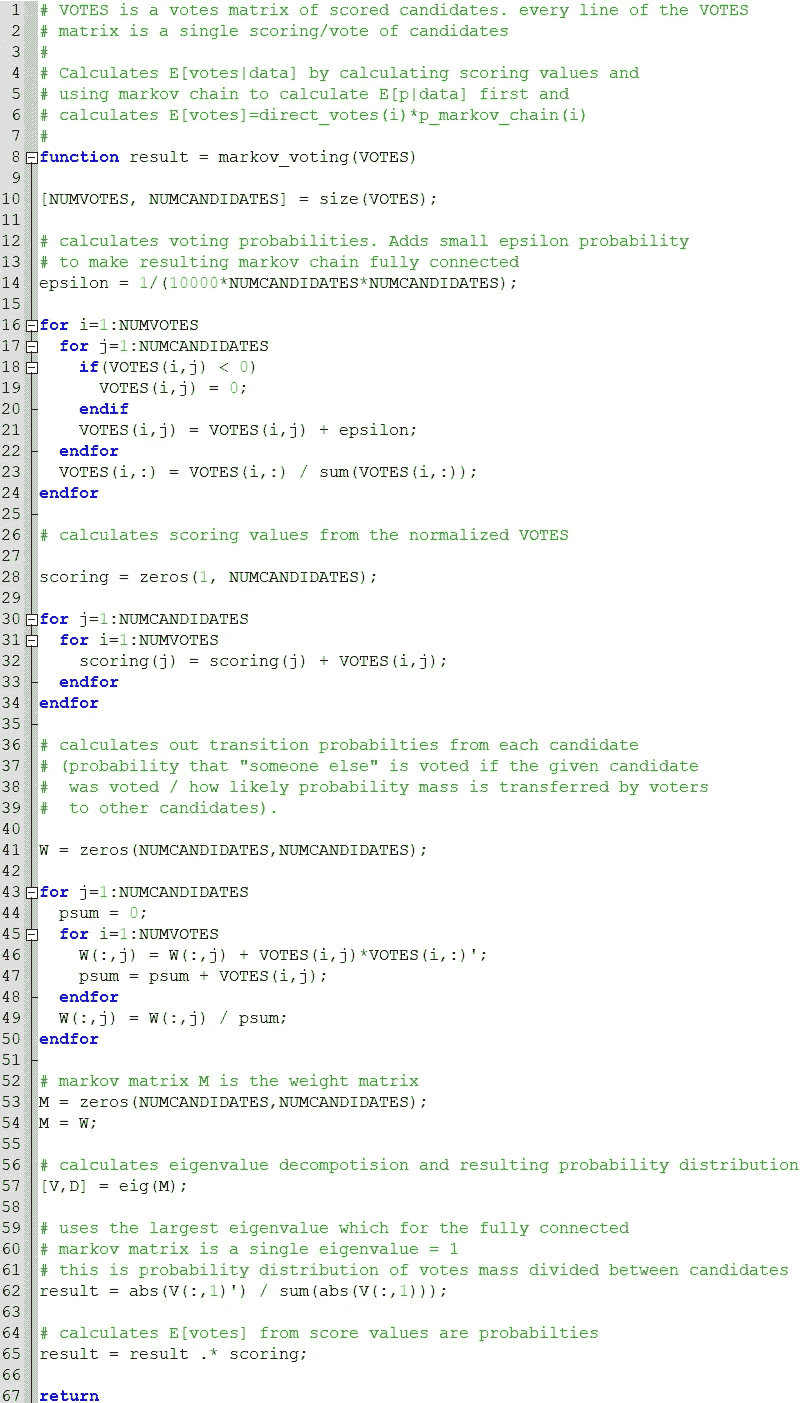 1 # VOTES is a votes matrix of scored candidates. every line of the VOTES
2 # matrix is a single scoring/vote of candidates
3 #
4 # Calculates E[votes|data] by calculating scoring values and
5 # using markov chain to calculate E[p|data] first and
6 # calculates E[votes]=direct_votes(i)*p_markov_chain(i)
7 #
8 function result = markov_voting(VOTES)
9
10 [NUMVOTES, NUMCANDIDATES] = size(VOTES);
11
12 # calculates voting probabilities. Adds small epsilon probability
13 # to make resulting markov chain fully connected
14 epsilon = 1/(10000*NUMCANDIDATES*NUMCANDIDATES);
15
16 for i=1:NUMVOTES
17   for j=1:NUMCANDIDATES
18     if(VOTES(i,j) < 0)
19       VOTES(i,j) = 0;
20     endif
21     VOTES(i,j) = VOTES(i,j) + epsilon;
22   endfor
23   VOTES(i,:) = VOTES(i,:) / sum(VOTES(i,:));
24 endfor
25
26 # calculates scoring values from the normalized VOTES
27
28 scoring = zeros(1, NUMCANDIDATES);
29
30 for j=1:NUMCANDIDATES
31   for i=1:NUMVOTES
32     scoring(j) = scoring(j) + VOTES(i,j);
33   endfor
34 endfor
35
36 # calculates out transition probabilties from each candidate
37 # (probability that "someone else" is voted if the given candidate
38 #  was voted / how likely probability mass is transferred by voters
39 #  to other candidates).
40
41 W = zeros(NUMCANDIDATES,NUMCANDIDATES);
42
43 for j=1:NUMCANDIDATES
44   psum = 0;
45   for i=1:NUMVOTES
46     W(:,j) = W(:,j) + VOTES(i,j)*VOTES(i,:)';
47     psum = psum + VOTES(i,j);
48   endfor
49   W(:,j) = W(:,j) / psum;
50 endfor
51
52 # markov matrix M is the weight matrix
53 M = zeros(NUMCANDIDATES,NUMCANDIDATES);
54 M = W;
55
56 # calculates eigenvalue decompotision and resulting probability distribution
57 [V,D] = eig(M);
58
59 # uses the largest eigenvalue which for the fully connected
60 # markov matrix is a single eigenvalue = 1
61 # this is probability distribution of votes mass divided between candidates
62 result = abs(V(:,1)') / sum(abs(V(:,1)));
63
64 # calculates E[votes] from score values are probabilties
65 result = result .* scoring;
66
67 return